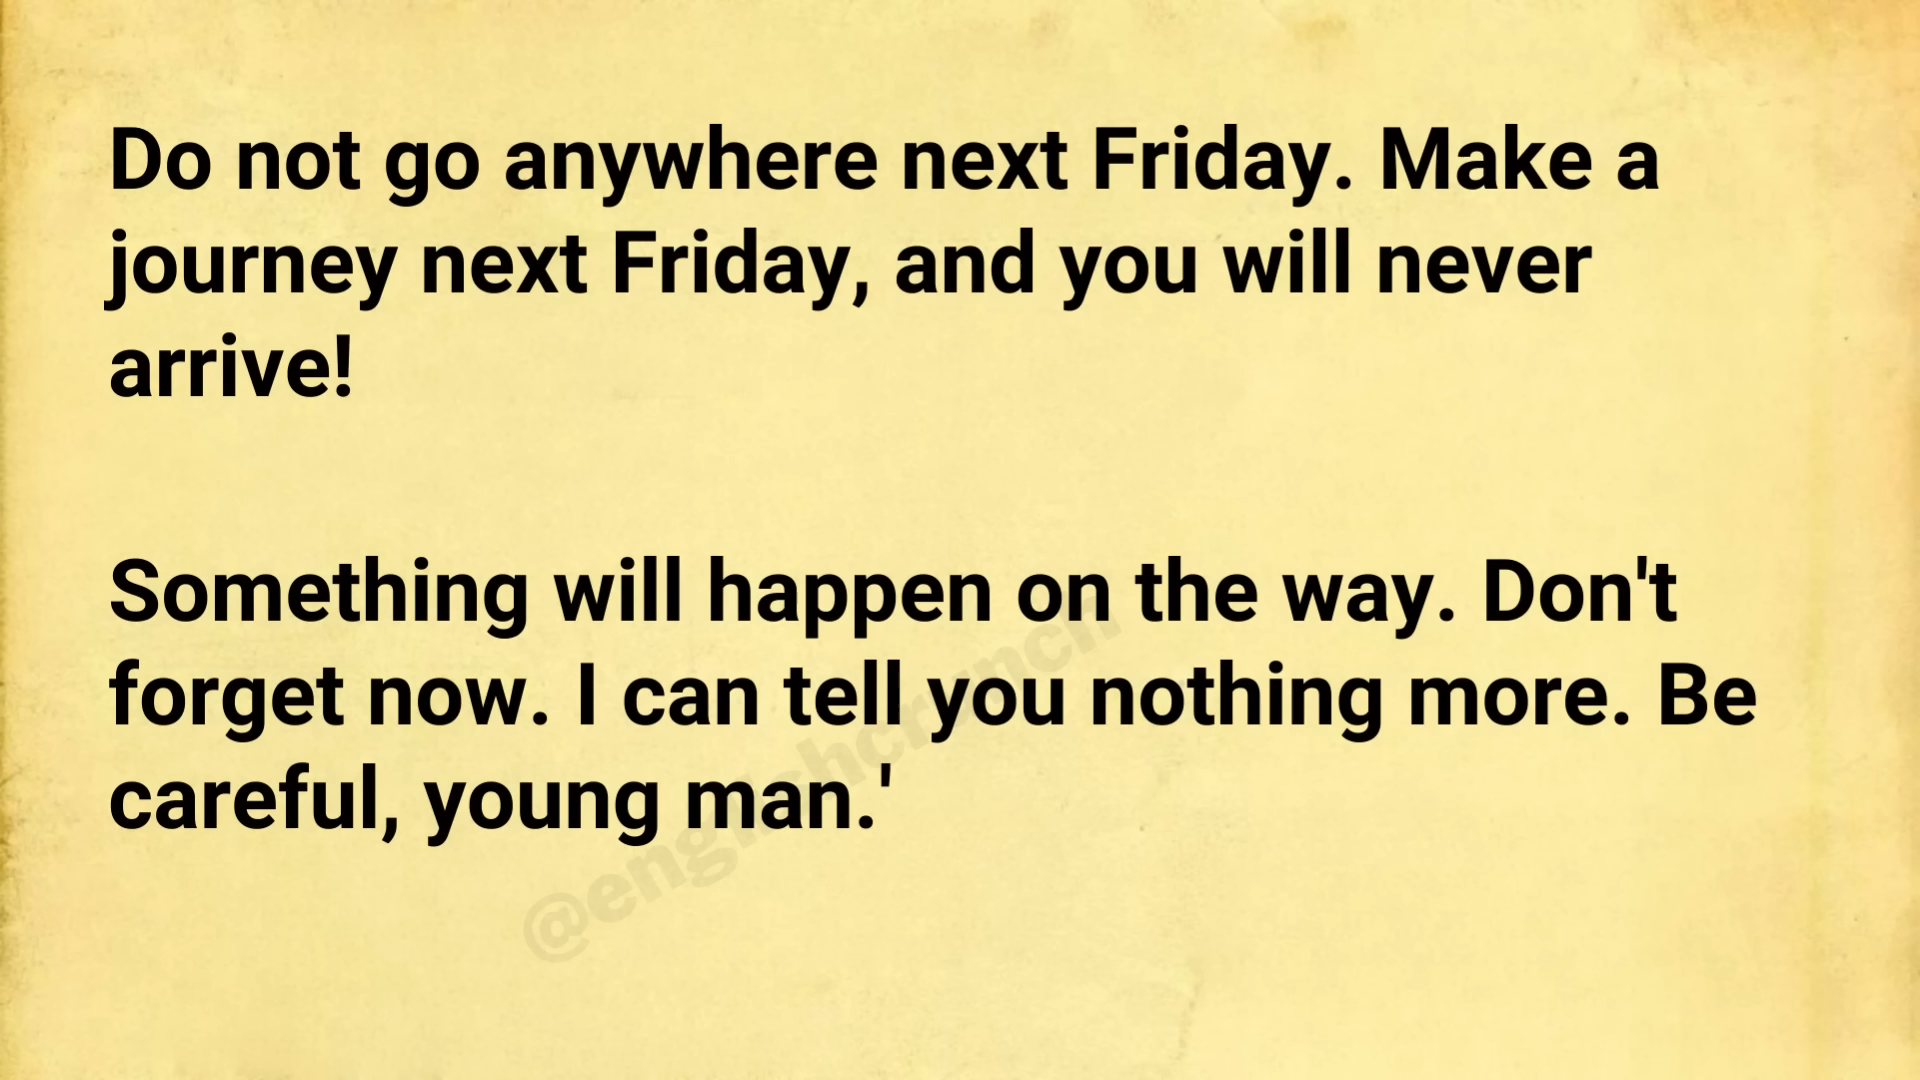 Do not go anywhere next Friday. Make a
journey next Friday, and you will never
arrive!
Something will happen on the way. Don't
forget now. I can tell you nothing more. Be
careful, young man.'
@englishcrunch